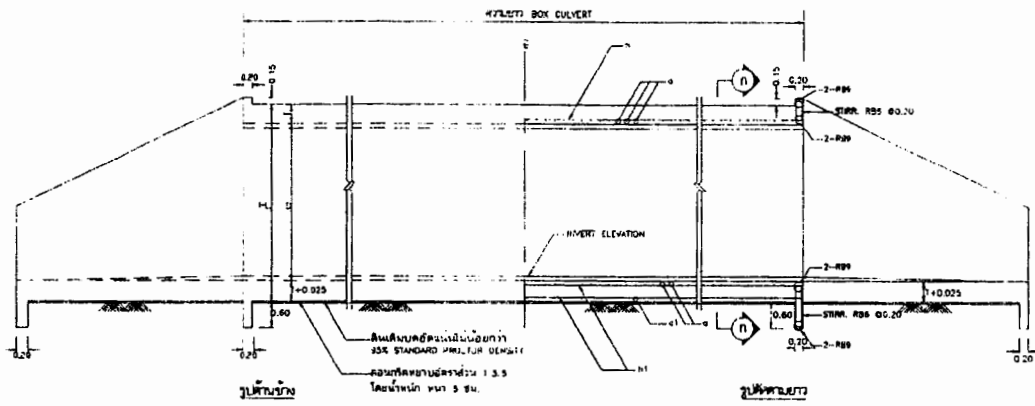 ความยาว BOX CULVERT
0.20
0.15
h
a
n
0.15
0.20
2-RB9
STIRR. RB6 @0.20
2-RB9
H
INVERT ELEVATION
2-RB9
+0.025
+0.025
0.60
a1
a
n
0.60
STIRR. RB6 @0.20
2-RB9
0.20
0.20
0.20
0.20
ดินเดิมบดอัดแน่นไม่น้อยกว่า
95% STANDARD PROCTOR DENSITY
คอนกรีตหยาบอัตราส่วน 1:3:5
โดยน้ำหนัก หนา 5 ซม.
h1
รูปด้านข้าง
รูปตัดตามยาว